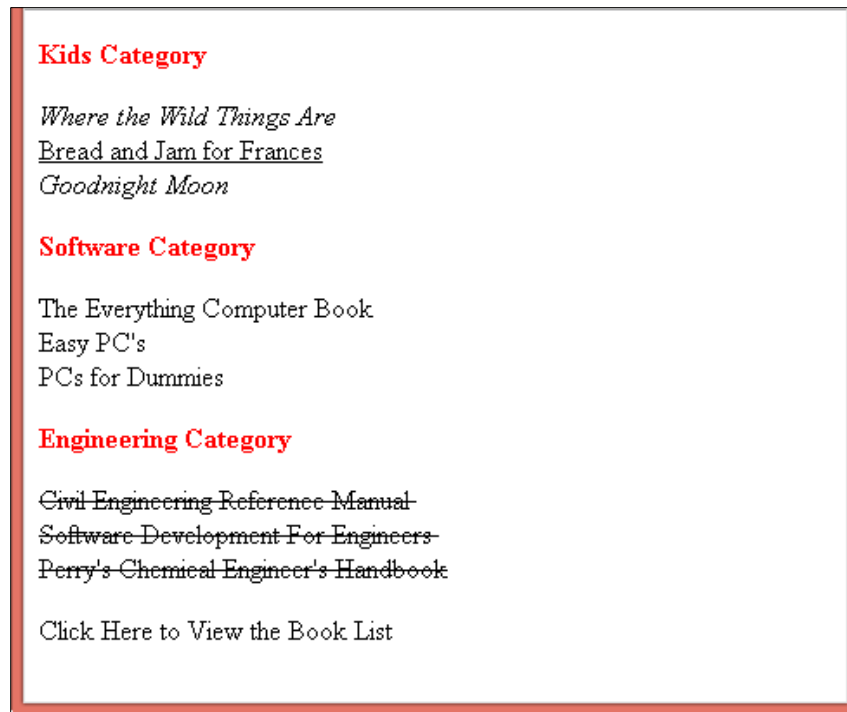 Kids Category
Where the Wild Things Are
Bread and Jam for Frances
Goodnight Moon
Software Category
The Everything Computer Book
Easy PC's
PCs for Dummies
Engineering Category
Civil Engineering Reference Manual
Software Development For Engineers
Perry's Chemical Engineer's Handbook
Click Here to View the Book List